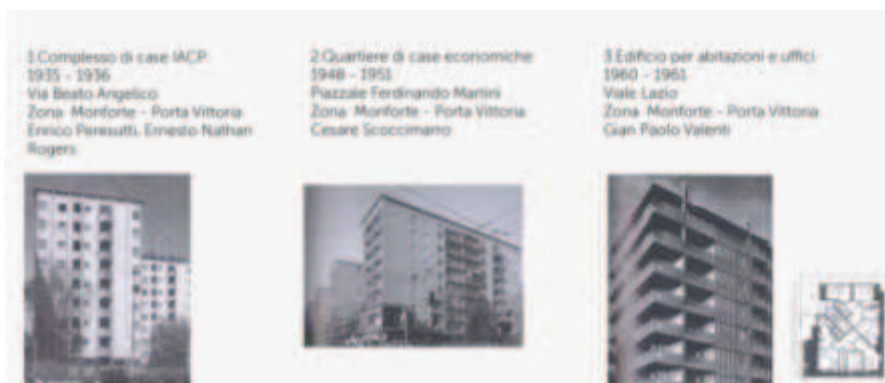 1.Complesso di case IACP
1935 - 1936
Via Beato Angelico
Zona Monforte - Porta Vittoria
Enrico Peresutti, Ernesto Nathan
Rogers
2.Quartiere di case economiche
1948 - 1951
Piazzale Ferdinando Martini
Zona Monforte - Porta Vittoria
Cesare Scoccimarro
3.Edificio per abitazioni e uffici
1960 - 1961
Viale Lazio
Zona Monforte - Porta Vittoria
Gian Paolo Valenti